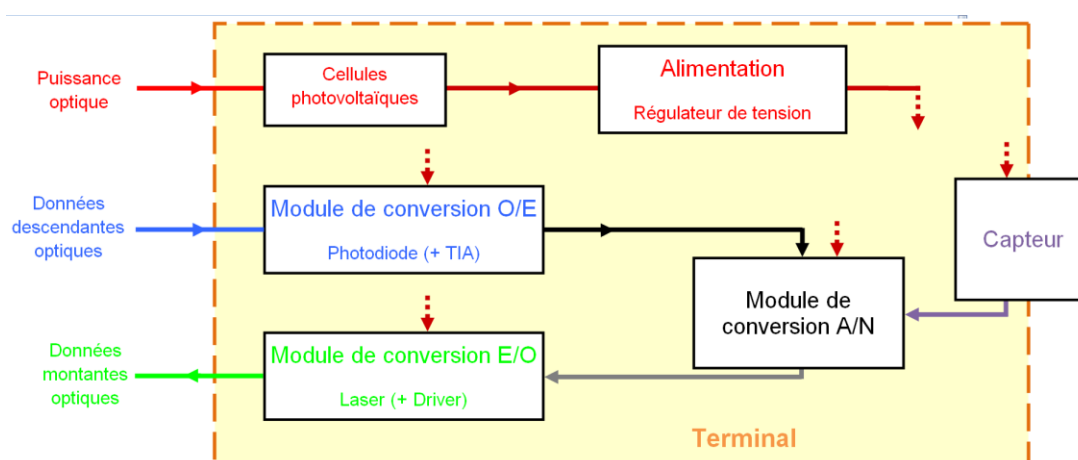 Puissance
optique
Cellules
photovoltaïques
Alimentation
Régulateur de tension
Données
descendantes
optiques
Module de conversion O/E
Photodiode (+ TIA)
Capteur
Module de
conversion A/N
Données
montantes
optiques
Module de conversion E/O
Laser (+ Driver)
Terminal